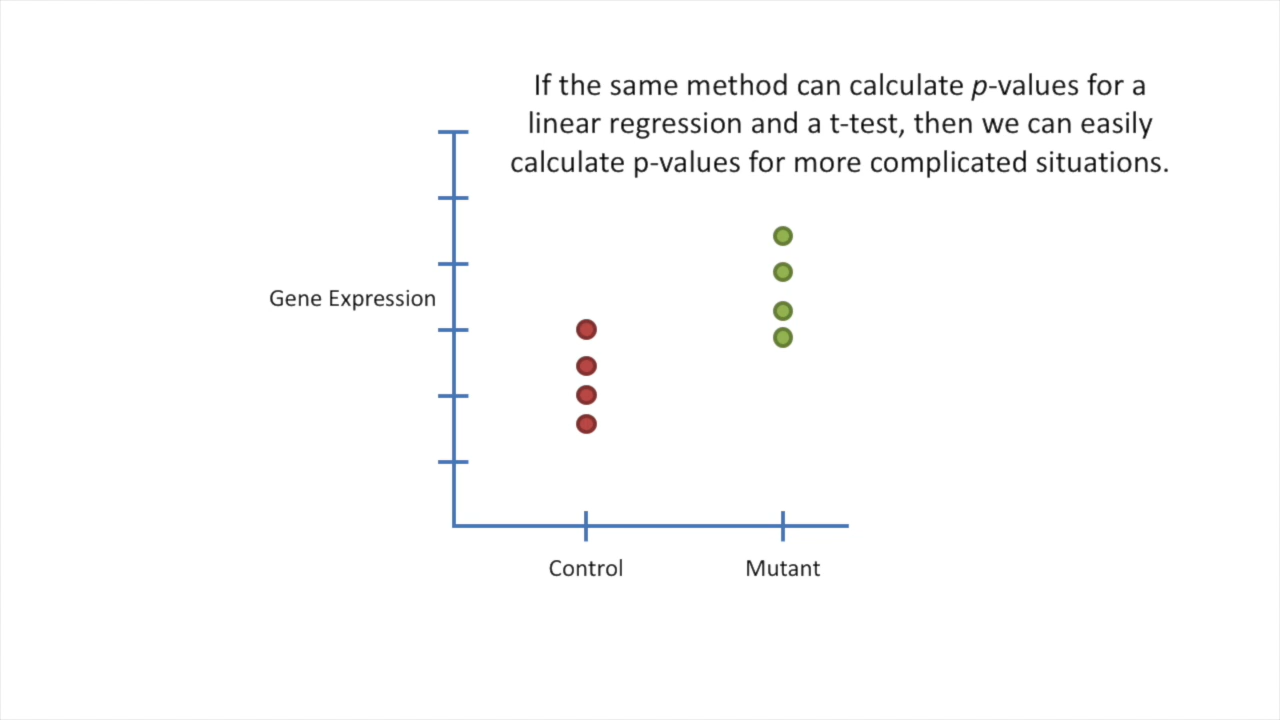 If the same method can calculate p-values for a
linear regression and a t-test, then we can easily
calculate p-values for more complicated situations.
Gene Expression
Control
Mutant